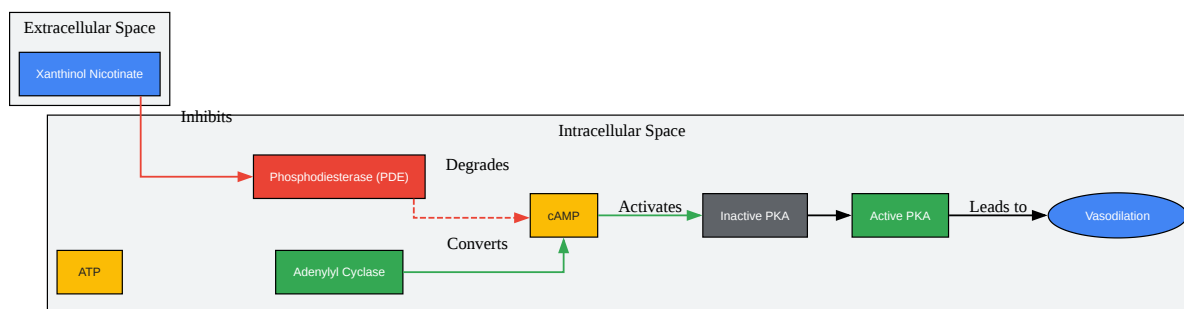 Extracellular Space
Xanthinol Nicotinate
Inhibits
Intracellular Space
Phosphodiesterase (PDE)
Degrades
cAMP
Activates
Inactive PKA
Active PKA
Leads to
Vasodilation
Converts
ATP
Adenylyl Cyclase